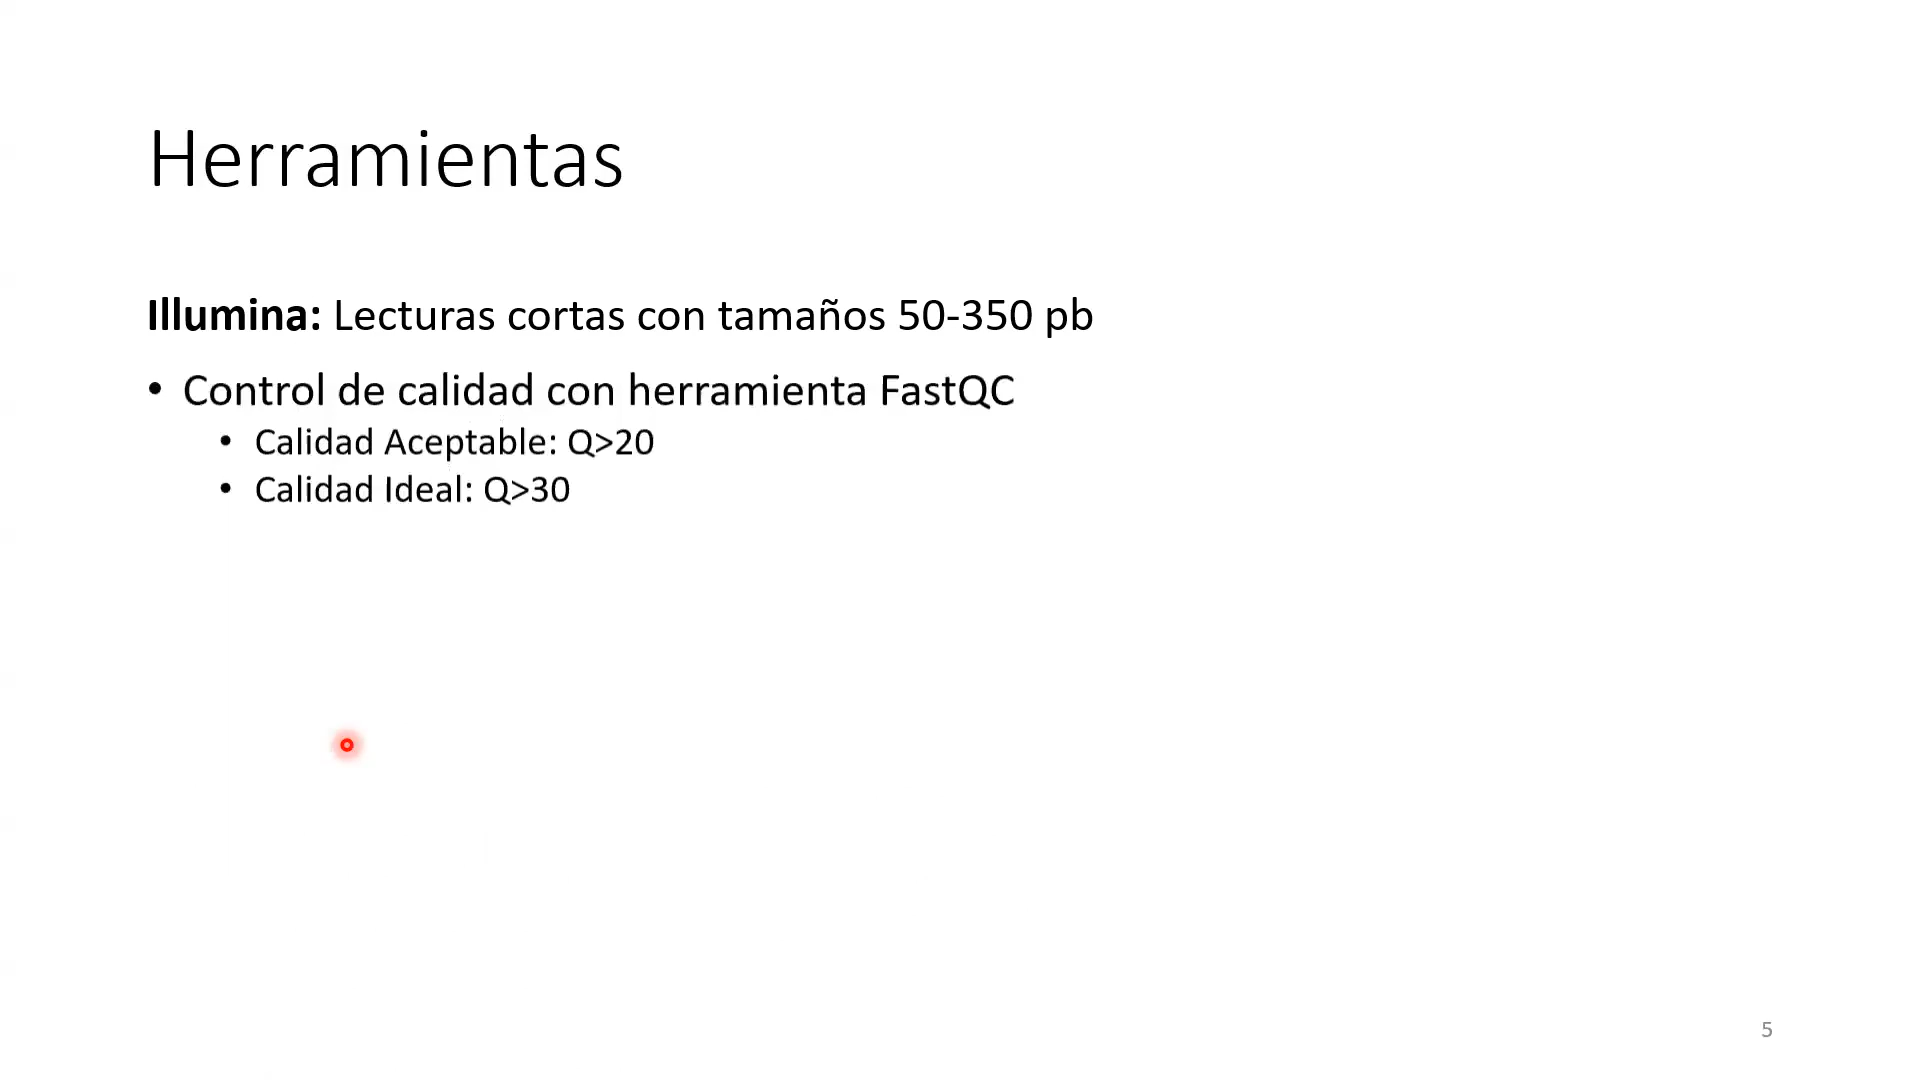 Herramientas
Illumina: Lecturas cortas con tamaños 50-350 pb
• Control de calidad con herramienta FastQC
• Calidad Aceptable: Q>20
• Calidad Ideal: Q>30
5